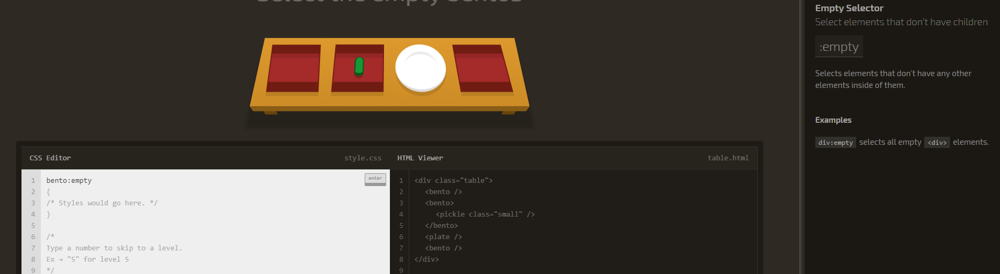 Select the empty bentos
CSS Editor style.css
1 bento:empty enter
2 {
3 /* Styles would go here. */
4 }
5
6 /*
7 Type a number to skip to a level.
8 Ex → "5" for level 5
9 */
HTML Viewer table.html
1 <div class="table">
2 <bento />
3 <bento>
4 <pickle class="small" />
5 </bento>
6 <plate />
7 <bento />
8 </div>
9
Empty Selector
Select elements that don't have children
:empty
Selects elements that don't have any other
elements inside of them.
Examples
div:empty selects all empty <div> elements.